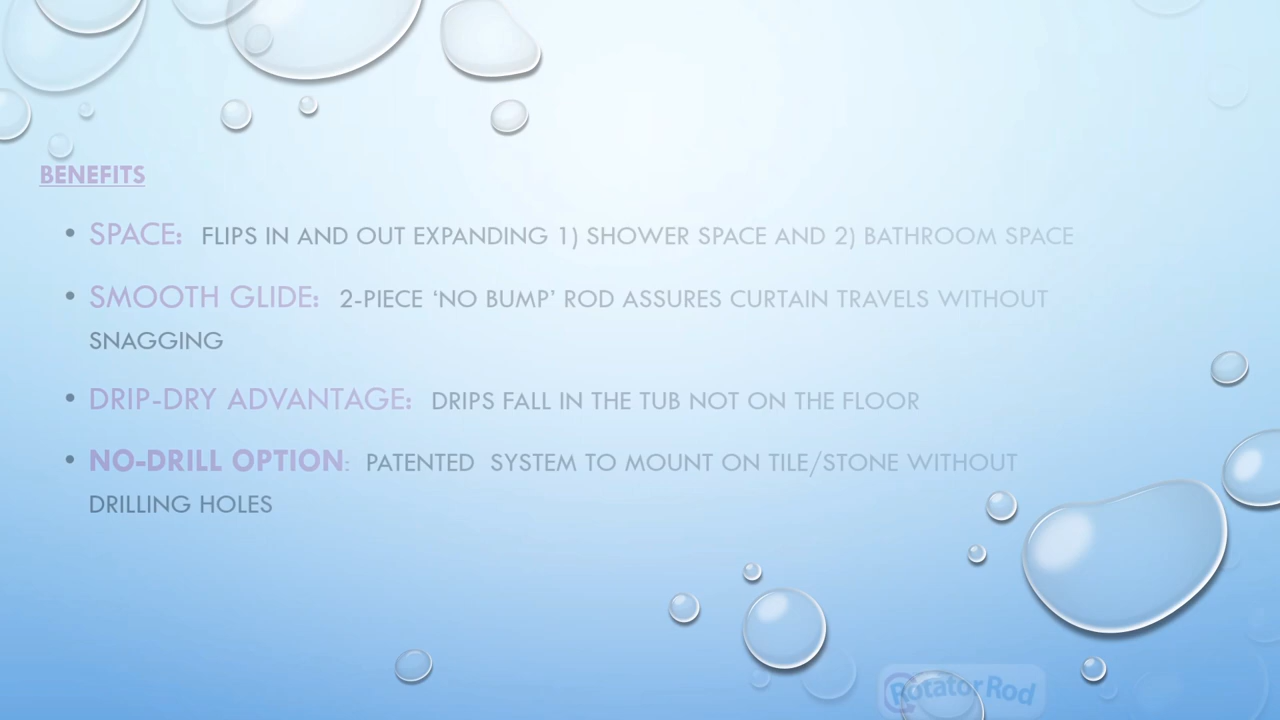 BENEFITS
• SPACE: FLIPS IN AND OUT EXPANDING 1) SHOWER SPACE AND 2) BATHROOM SPACE
• SMOOTH GLIDE: 2-PIECE ‘NO BUMP’ ROD ASSURES CURTAIN TRAVELS WITHOUT
SNAGGING
• DRIP-DRY ADVANTAGE: DRIPS FALL IN THE TUB NOT ON THE FLOOR
• NO-DRILL OPTION: PATENTED SYSTEM TO MOUNT ON TILE/STONE WITHOUT
DRILLING HOLES
Rotator Rod